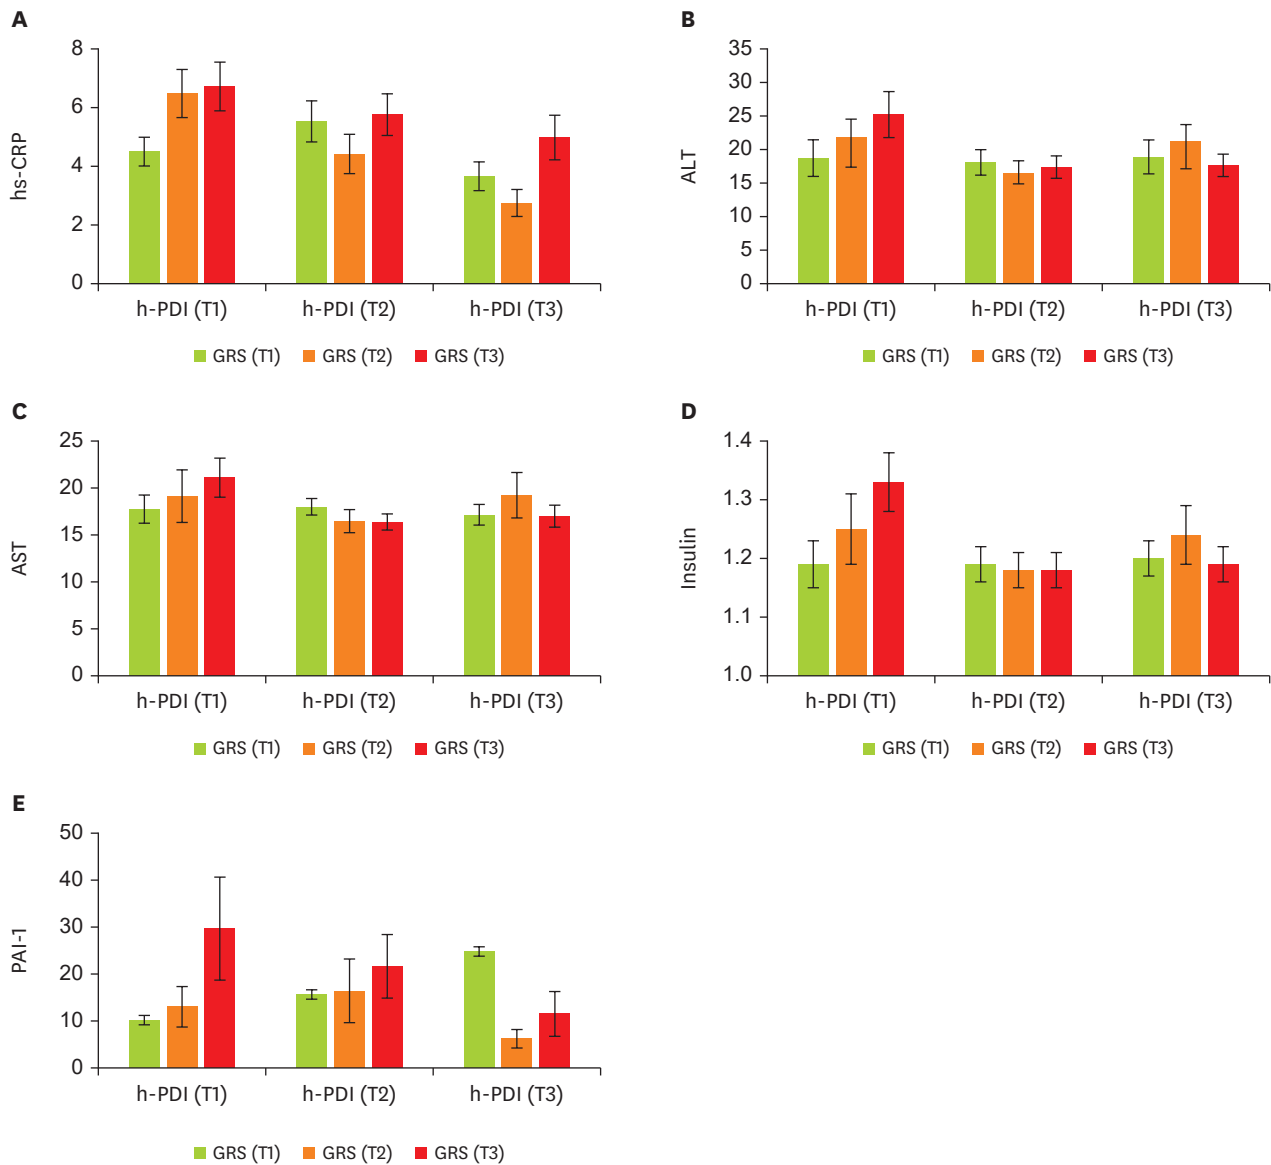 A
hs-CRP
8
6
4
2
0
h-PDI (T1) h-PDI (T2) h-PDI (T3)
GRS (T1) GRS (T2) GRS (T3)
B
ALT
35
30
25
20
15
10
5
0
h-PDI (T1) h-PDI (T2) h-PDI (T3)
GRS (T1) GRS (T2) GRS (T3)
C
AST
25
20
15
10
5
0
h-PDI (T1) h-PDI (T2) h-PDI (T3)
GRS (T1) GRS (T2) GRS (T3)
D
Insulin
1.4
1.3
1.2
1.1
1.0
h-PDI (T1) h-PDI (T2) h-PDI (T3)
GRS (T1) GRS (T2) GRS (T3)
E
PAI-1
50
40
30
20
10
0
h-PDI (T1) h-PDI (T2) h-PDI (T3)
GRS (T1) GRS (T2) GRS (T3)